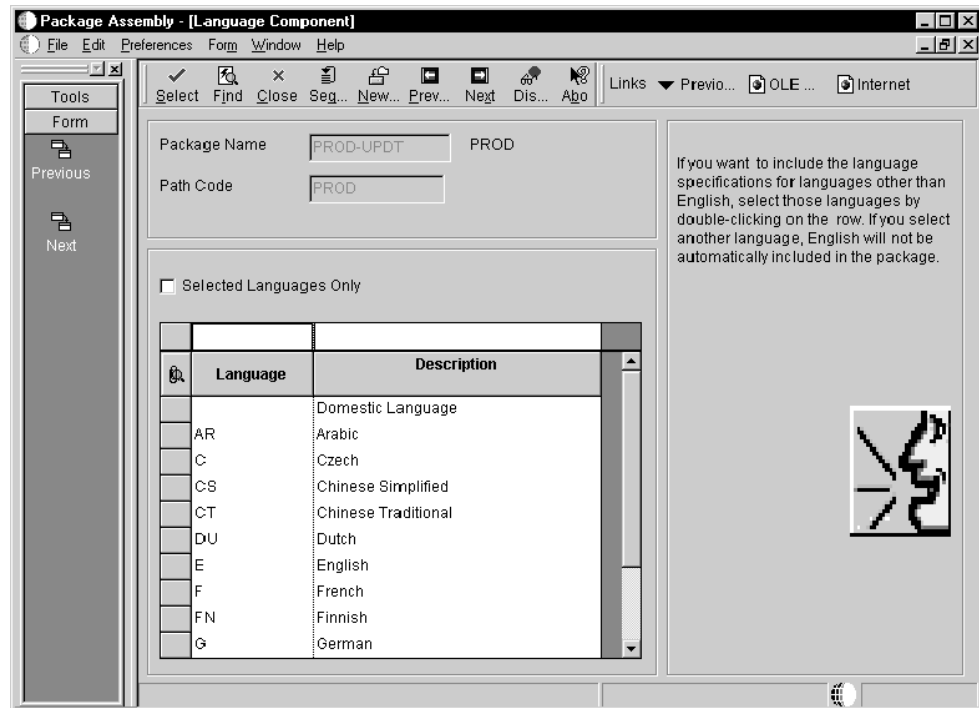 Package Assembly - [Language Component]
File Edit Preferences Form Window Help
Tools
Form
Previous
Next
Select Find Close Seq... New... Prev... Next Dis... Abo Links Previo... OLE ... Internet
Package Name PROD-UPDT PROD
Path Code PROD
If you want to include the language
specifications for languages other than
English, select those languages by
double-clicking on the row. If you select
another language, English will not be
automatically included in the package.
Selected Languages Only
Language Description
Domestic Language
AR Arabic
C Czech
CS Chinese Simplified
CT Chinese Traditional
DU Dutch
E English
F French
FN Finnish
G German